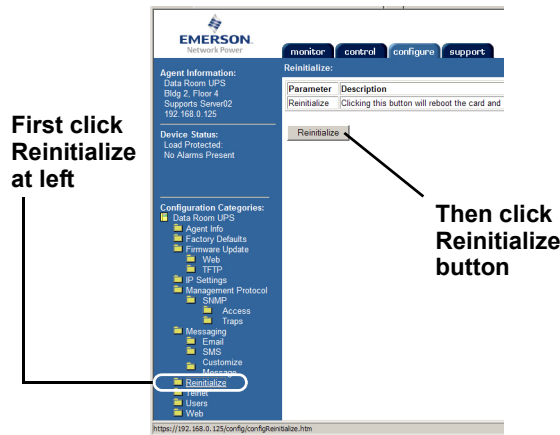 EMERSON
Network Power
monitor
control
configure
support
Agent Information:
Data Room UPS
Bldg 2, Floor 4
Supports Server02
192.168.0.125
Device Status:
Load Protected:
No Alarms Present
Configuration Categories:
Data Room UPS
Agent Info
Factory Defaults
Firmware Update
Web
TFTP
IP Settings
Management Protocol
SNMP
Access
Traps
Messaging
Email
SMS
Customize
Message
Reinitialize
Telnet
Users
Web
Reinitialize:
Parameter Description
Reinitialize Clicking this button will reboot the card and
Reinitialize
First click
Reinitialize
at left
Then click
Reinitialize
button
https://192.168.0.125/config/configReinitialize.htm